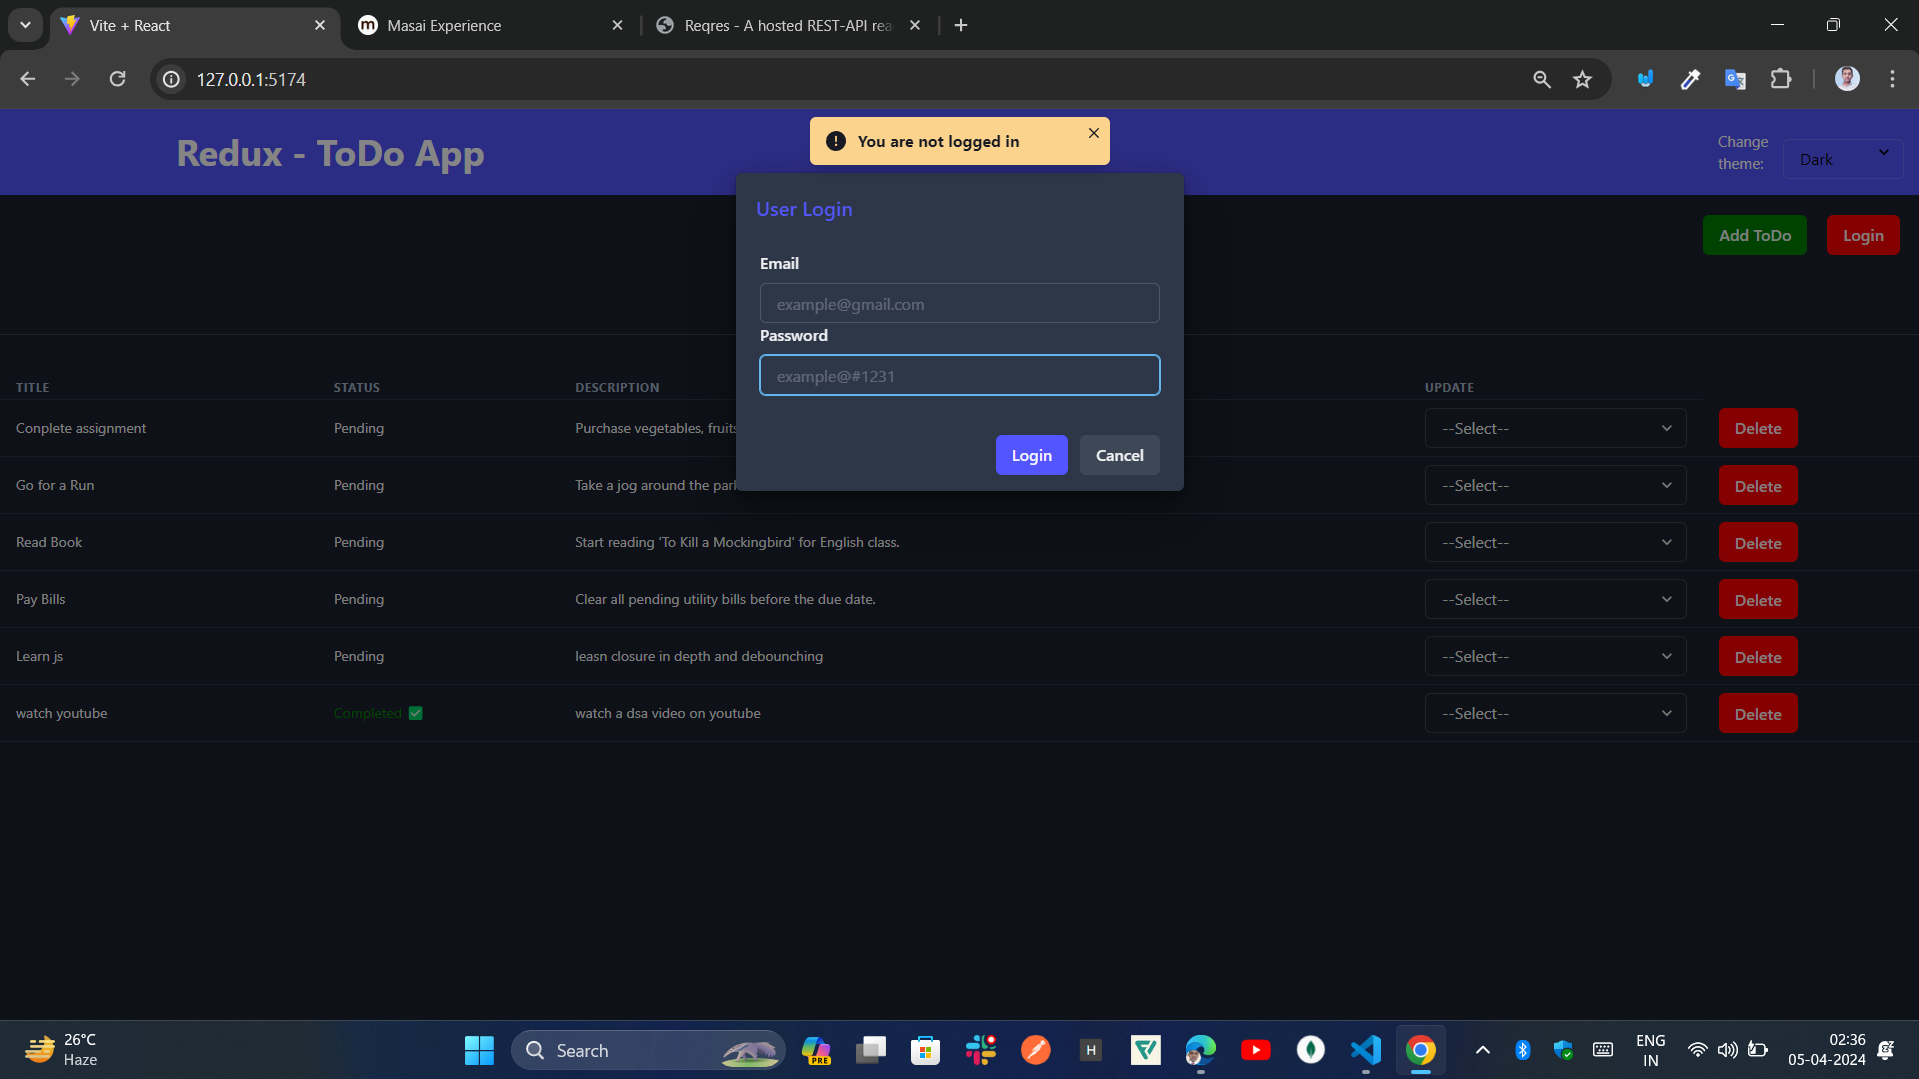 Vite + React
Masai Experience
Reqres - A hosted REST-API rea
127.0.0.1:5174
Redux - ToDo App
You are not logged in
Change
theme:
Dark
Add ToDo
Login
User Login
Email
example@gmail.com
Password
example@#1231
Login
Cancel
TITLE STATUS DESCRIPTION UPDATE
Conplete assignment Pending Purchase vegetables, fruits --Select-- Delete
Go for a Run Pending Take a jog around the park --Select-- Delete
Read Book Pending Start reading 'To Kill a Mockingbird' for English class. --Select-- Delete
Pay Bills Pending Clear all pending utility bills before the due date. --Select-- Delete
Learn js Pending leasn closure in depth and debounching --Select-- Delete
watch youtube Completed ✅ watch a dsa video on youtube --Select-- Delete
26°C
Haze
Search
PRE
H
ENG
IN
02:36
05-04-2024